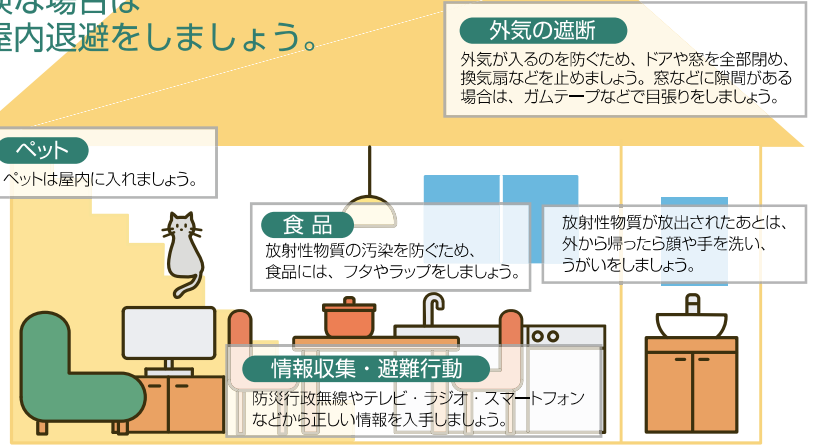 険な場合は
屋内退避をしましょう。
外気の遮断
外気が入るのを防ぐため、ドアや窓を全部閉め、
換気扇などを止めましょう。窓などに隙間がある
場合は、ガムテープなどで目張りをしましょう。
ペット
ペットは屋内に入れましょう。
食品
放射性物質の汚染を防ぐため、
食品には、フタやラップをしましょう。
放射性物質が放出されたあとは、
外から帰ったら顔や手を洗い、
うがいをしましょう。
情報収集・避難行動
防災行政無線やテレビ・ラジオ・スマートフォン
などから正しい情報を入手しましょう。